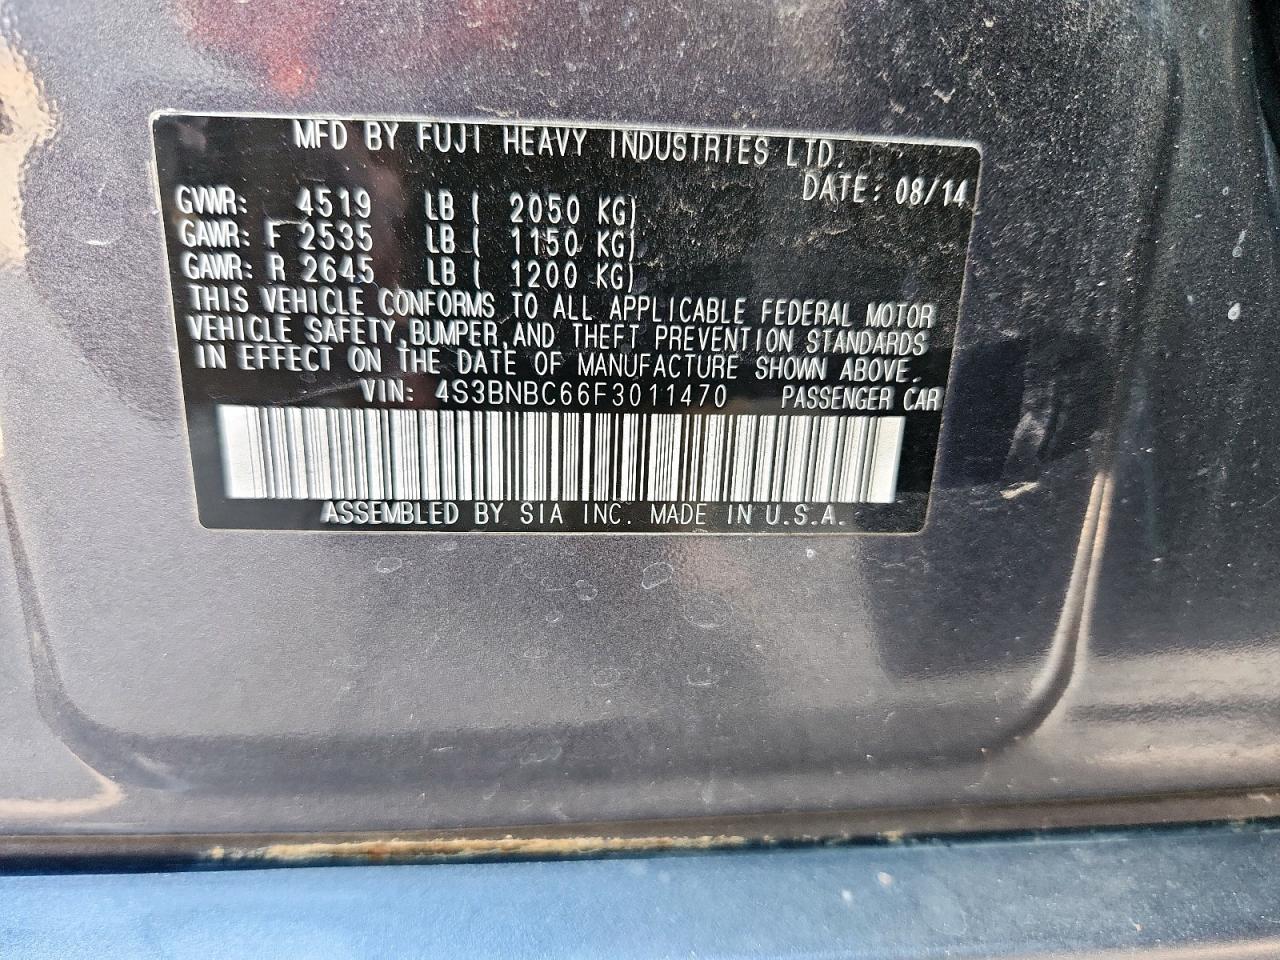 MFD BY FUJI HEAVY INDUSTRIES LTD.
DATE: 08/14
GVWR: 4519 LB ( 2050 KG)
GAWR: F 2535 LB ( 1150 KG)
GAWR: R 2645 LB ( 1200 KG)
THIS VEHICLE CONFORMS TO ALL APPLICABLE FEDERAL MOTOR
VEHICLE SAFETY,BUMPER,AND THEFT PREVENTION STANDARDS
IN EFFECT ON THE DATE OF MANUFACTURE SHOWN ABOVE.
VIN: 4S3BNBC66F3011470 PASSENGER CAR
ASSEMBLED BY SIA INC. MADE IN U.S.A.